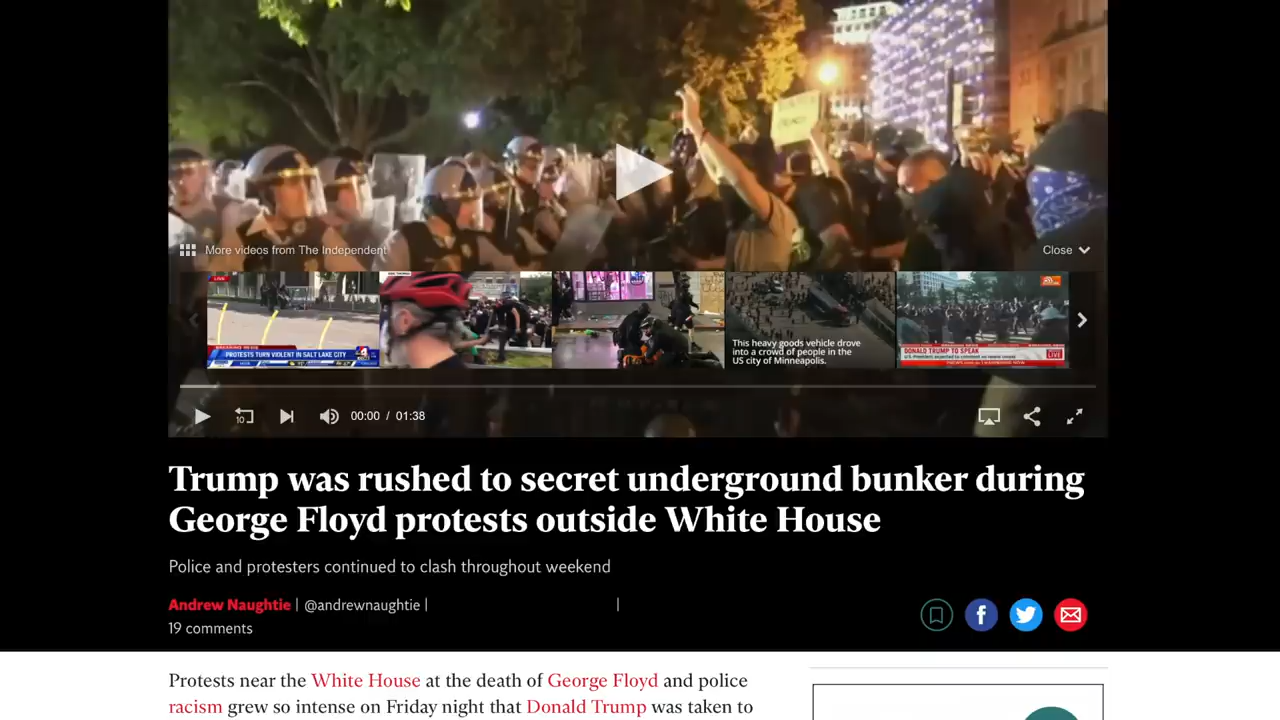 More videos from The Independent
Close
LIVE
BREAKING NEWS
PROTESTS TURN VIOLENT IN SALT LAKE CITY
This heavy goods vehicle drove
into a crowd of people in the
US city of Minneapolis.
DONALD TRUMP TO SPEAK
LIVE
10
00:00 / 01:38
Trump was rushed to secret underground bunker during
George Floyd protests outside White House
Police and protesters continued to clash throughout weekend
Andrew Naughtie | @andrewnaughtie | |
19 comments
Protests near the White House at the death of George Floyd and police
racism grew so intense on Friday night that Donald Trump was taken to